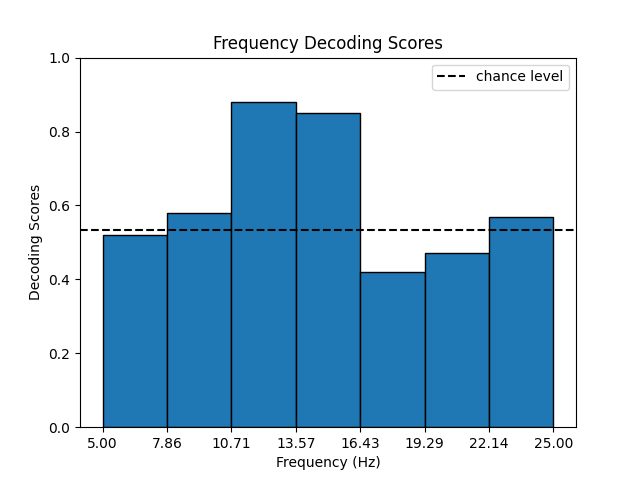 Frequency Decoding Scores
chance level
Decoding Scores
1.0
0.8
0.6
0.4
0.2
0.0
5.00 7.86 10.71 13.57 16.43 19.29 22.14 25.00
Frequency (Hz)